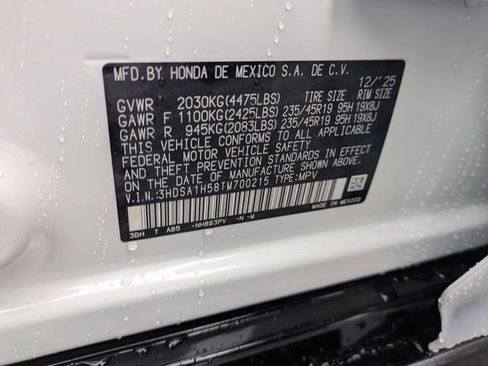 MFD.BY HONDA DE MEXICO S.A. DE C.V.
12/'25
GVWR 2030KG(4475LBS) TIRE SIZE RIM SIZE
GAWR F 1100KG(2425LBS) 235/45R19 95H 19X8J
GAWR R 945KG(2083LBS) 235/45R19 95H 19X8J
THIS VEHICLE CONFORMS TO ALL APPLICABLE
FEDERAL MOTOR VEHICLE SAFETY
AND THEFT PREVENTION STANDARDS IN EFFECT
ON THE DATE OF MANUFACTURE SHOWN ABOVE.
V.I.N.:3HDSA1H58TM700215 TYPE:MPV
MADE IN MEXICO
3BH T AB5 -NH883PV -N -M